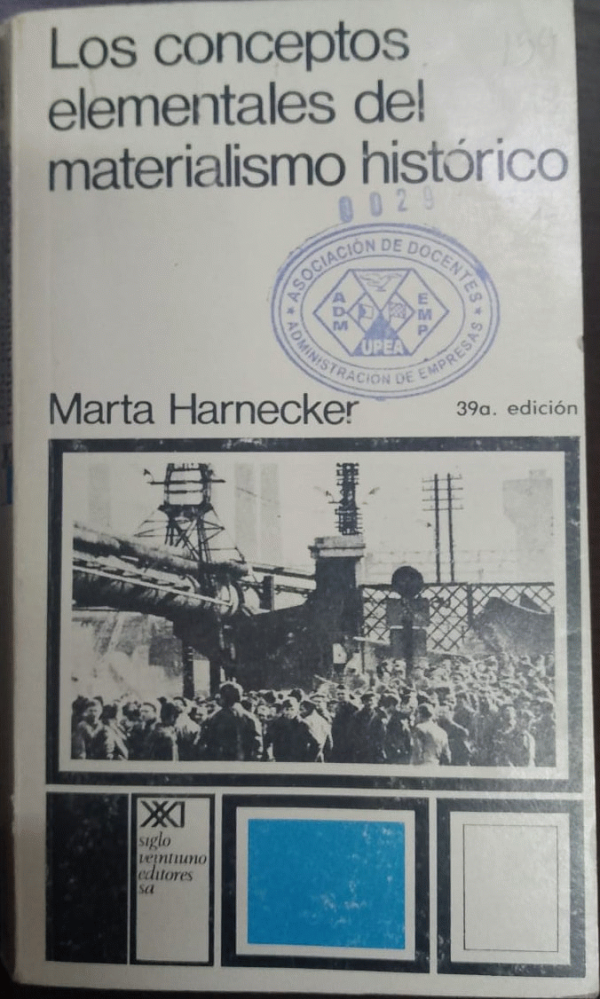 Los conceptos
elementales del
materialismo histórico
0029
ASOCIACIÓN DE DOCENTES
ADM
EMP
UPEA
ADMINISTRACION DE EMPRESAS
Marta Harnecker
39a. edición
siglo
veintiuno
editores
sa